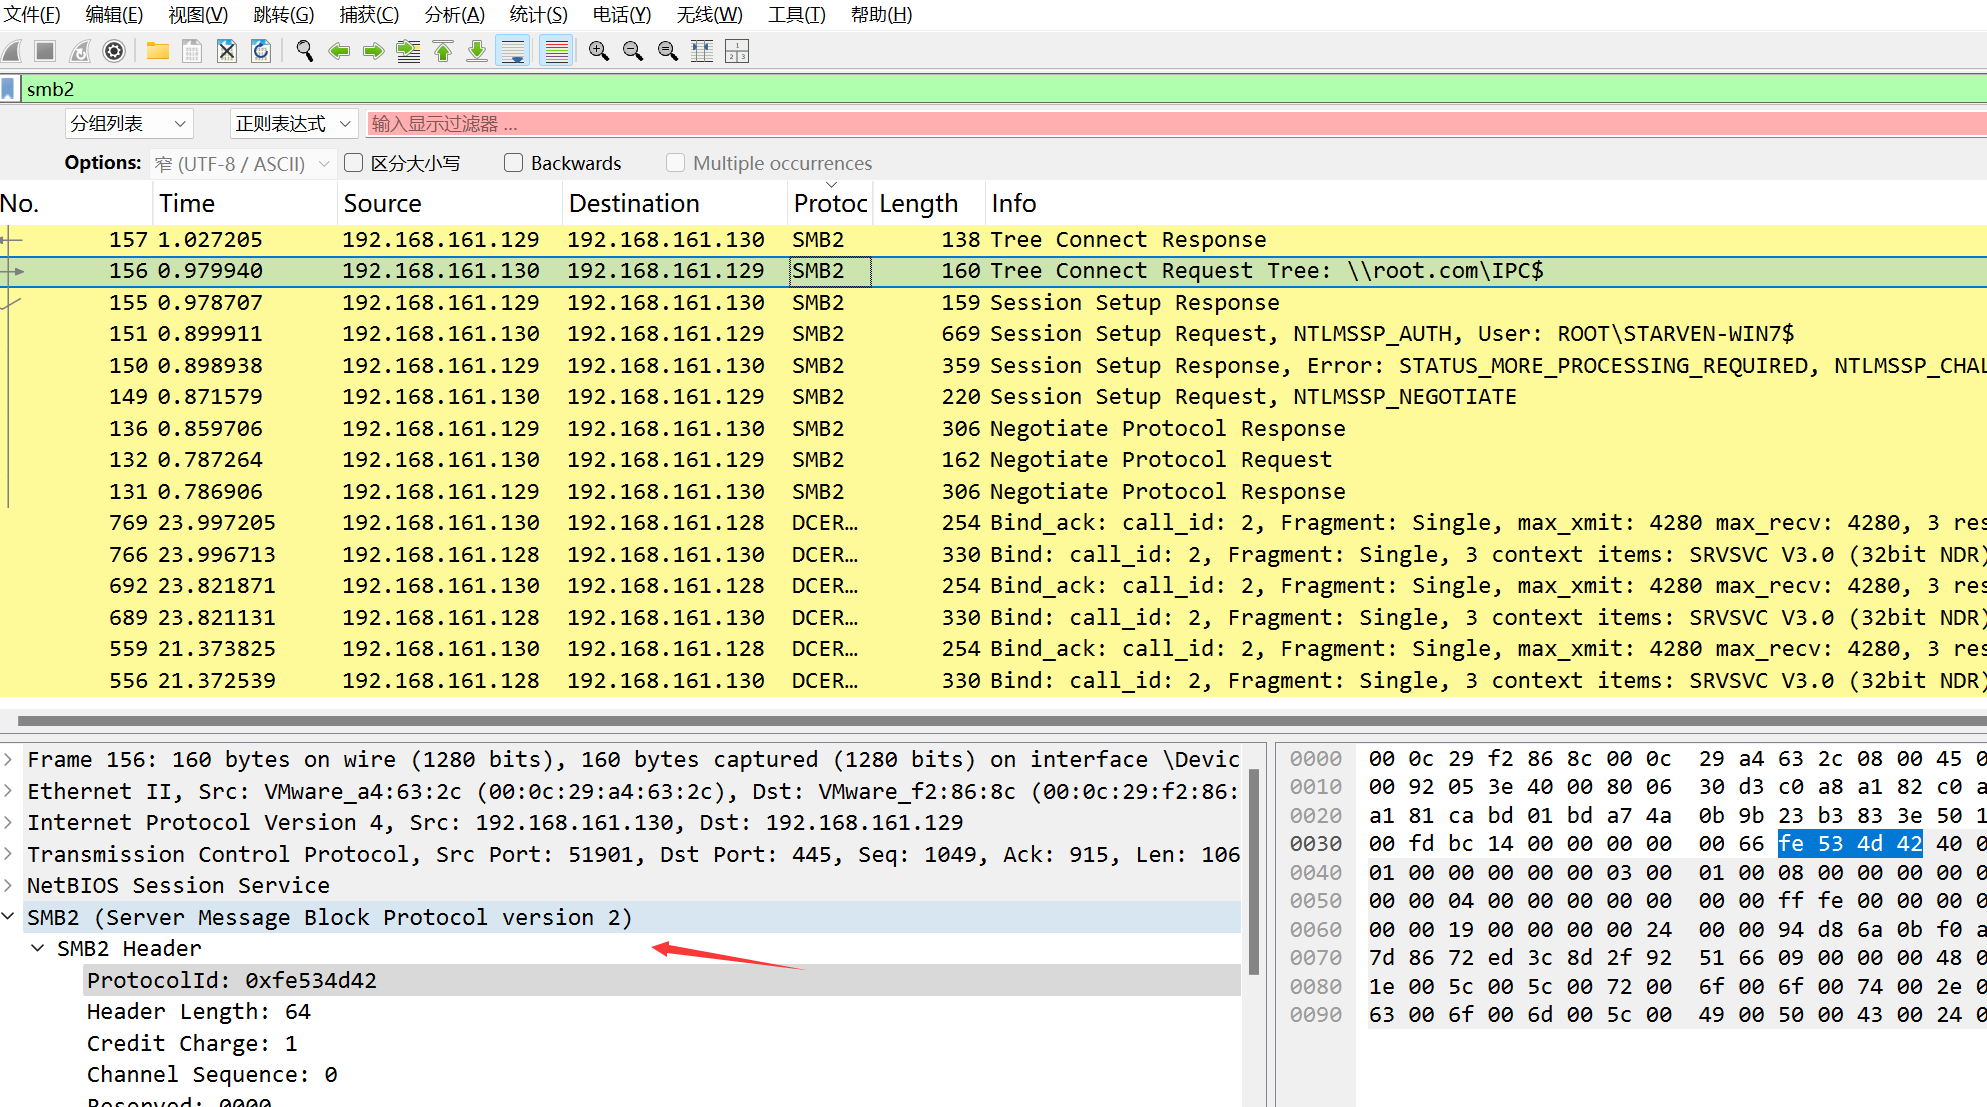 文件(F) 编辑(E) 视图(V) 跳转(G) 捕获(C) 分析(A) 统计(S) 电话(Y) 无线(W) 工具(T) 帮助(H)
smb2
分组列表 正则表达式 输入显示过滤器 ...
Options: 窄 (UTF-8 / ASCII) 区分大小写 Backwards Multiple occurrences
No. Time Source Destination Protoc Length Info
157 1.027205 192.168.161.129 192.168.161.130 SMB2 138 Tree Connect Response
156 0.979940 192.168.161.130 192.168.161.129 SMB2 160 Tree Connect Request Tree: \\root.com\IPC$
155 0.978707 192.168.161.129 192.168.161.130 SMB2 159 Session Setup Response
151 0.899911 192.168.161.130 192.168.161.129 SMB2 669 Session Setup Request, NTLMSSP_AUTH, User: ROOT\STARVEN-WIN7$
150 0.898938 192.168.161.129 192.168.161.130 SMB2 359 Session Setup Response, Error: STATUS_MORE_PROCESSING_REQUIRED, NTLMSSP_CHAL
149 0.871579 192.168.161.130 192.168.161.129 SMB2 220 Session Setup Request, NTLMSSP_NEGOTIATE
136 0.859706 192.168.161.129 192.168.161.130 SMB2 306 Negotiate Protocol Response
132 0.787264 192.168.161.130 192.168.161.129 SMB2 162 Negotiate Protocol Request
131 0.786906 192.168.161.129 192.168.161.130 SMB2 306 Negotiate Protocol Response
769 23.997205 192.168.161.130 192.168.161.128 DCER… 254 Bind_ack: call_id: 2, Fragment: Single, max_xmit: 4280 max_recv: 4280, 3 res
766 23.996713 192.168.161.128 192.168.161.130 DCER… 330 Bind: call_id: 2, Fragment: Single, 3 context items: SRVSVC V3.0 (32bit NDR)
692 23.821871 192.168.161.130 192.168.161.128 DCER… 254 Bind_ack: call_id: 2, Fragment: Single, max_xmit: 4280 max_recv: 4280, 3 res
689 23.821131 192.168.161.128 192.168.161.130 DCER… 330 Bind: call_id: 2, Fragment: Single, 3 context items: SRVSVC V3.0 (32bit NDR)
559 21.373825 192.168.161.130 192.168.161.128 DCER… 254 Bind_ack: call_id: 2, Fragment: Single, max_xmit: 4280 max_recv: 4280, 3 res
556 21.372539 192.168.161.128 192.168.161.130 DCER… 330 Bind: call_id: 2, Fragment: Single, 3 context items: SRVSVC V3.0 (32bit NDR)
Frame 156: 160 bytes on wire (1280 bits), 160 bytes captured (1280 bits) on interface \Devic
Ethernet II, Src: VMware_a4:63:2c (00:0c:29:a4:63:2c), Dst: VMware_f2:86:8c (00:0c:29:f2:86:
Internet Protocol Version 4, Src: 192.168.161.130, Dst: 192.168.161.129
Transmission Control Protocol, Src Port: 51901, Dst Port: 445, Seq: 1049, Ack: 915, Len: 106
NetBIOS Session Service
SMB2 (Server Message Block Protocol version 2)
SMB2 Header
ProtocolId: 0xfe534d42
Header Length: 64
Credit Charge: 1
Channel Sequence: 0
Reserved: 0000
0000 00 0c 29 f2 86 8c 00 0c 29 a4 63 2c 08 00 45 0
0010 00 92 05 3e 40 00 80 06 30 d3 c0 a8 a1 82 c0 a
0020 a1 81 ca bd 01 bd a7 4a 0b 9b 23 b3 83 3e 50 1
0030 00 fd bc 14 00 00 00 00 00 66 fe 53 4d 42 40 0
0040 01 00 00 00 00 00 03 00 01 00 08 00 00 00 00 0
0050 00 00 04 00 00 00 00 00 00 00 ff fe 00 00 00 0
0060 00 00 19 00 00 00 00 24 00 00 94 d8 6a 0b f0 a
0070 7d 86 72 ed 3c 8d 2f 92 51 66 09 00 00 00 48 0
0080 1e 00 5c 00 5c 00 72 00 6f 00 6f 00 74 00 2e 0
0090 63 00 6f 00 6d 00 5c 00 49 00 50 00 43 00 24 0